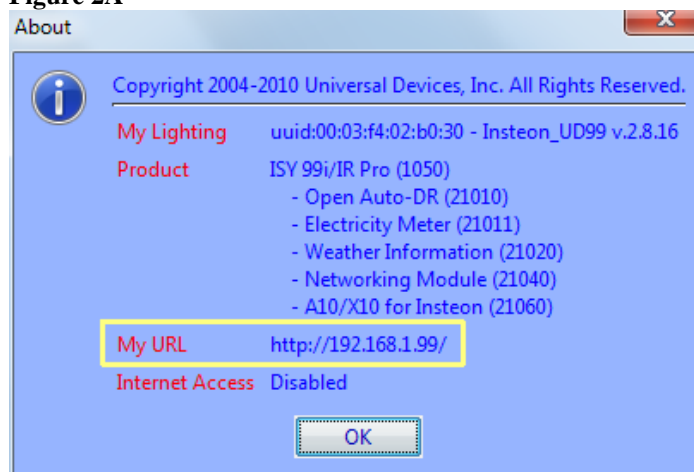 Figure 2A
About
Copyright 2004-2010 Universal Devices, Inc. All Rights Reserved.
My Lighting uuid:00:03:f4:02:b0:30 - Insteon_UD99 v.2.8.16
Product ISY 99i/IR Pro (1050)
- Open Auto-DR (21010)
- Electricity Meter (21011)
- Weather Information (21020)
- Networking Module (21040)
- A10/X10 for Insteon (21060)
My URL http://192.168.1.99/
Internet Access Disabled
OK